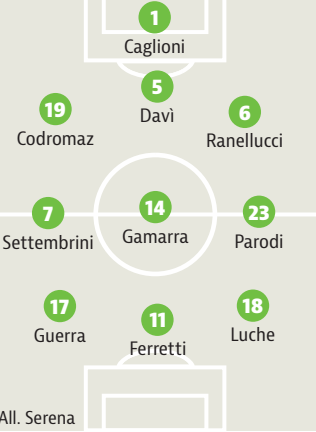 1
Caglioni
5
Davì
19
Codromaz
6
Ranellucci
7
Settembrini
14
Gamarra
23
Parodi
17
Guerra
11
Ferretti
18
Luche
All. Serena